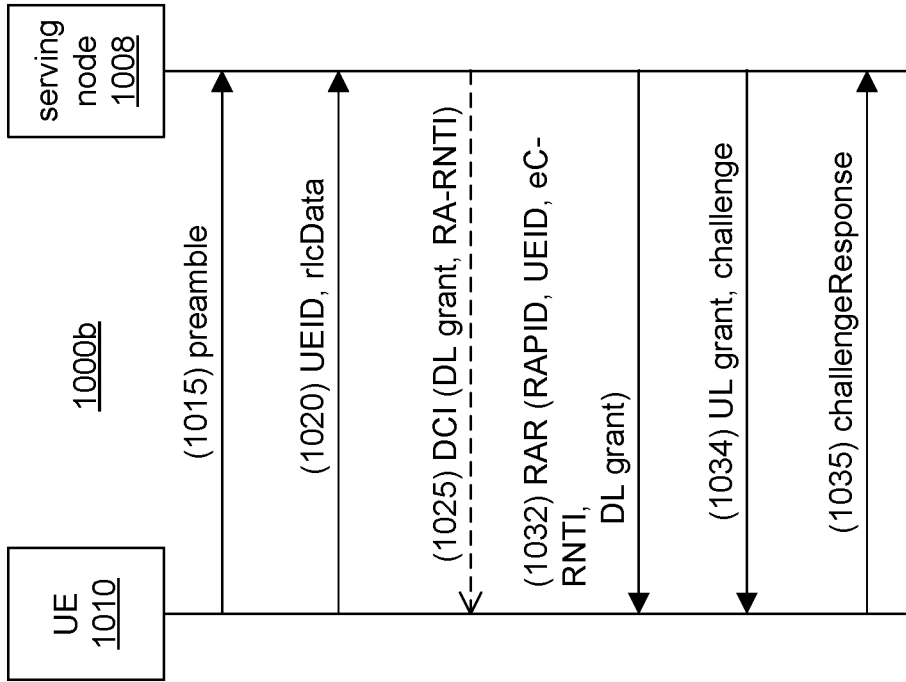 1000b
UE
1010
serving
node
1008
(1015) preamble
(1020) UEID, rlcData
(1025) DCI (DL grant, RA-RNTI)
(1032) RAR (RAPID, UEID, eC-
RNTI,
DL grant)
(1034) UL grant, challenge
(1035) challengeResponse